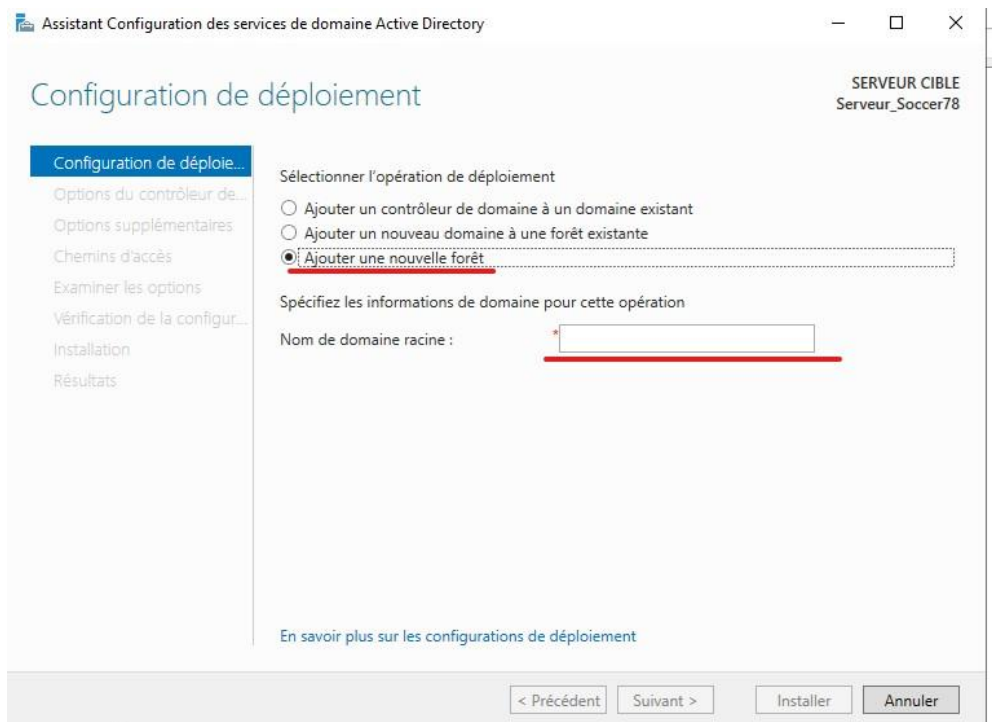 Assistant Configuration des services de domaine Active Directory
Configuration de déploiement
SERVEUR CIBLE
Serveur_Soccer78
Configuration de déploie...
Options du contrôleur de...
Options supplémentaires
Chemins d'accès
Examiner les options
Vérification de la configur...
Installation
Résultats
Sélectionner l'opération de déploiement
Ajouter un contrôleur de domaine à un domaine existant
Ajouter un nouveau domaine à une forêt existante
Ajouter une nouvelle forêt
Spécifiez les informations de domaine pour cette opération
Nom de domaine racine : *
En savoir plus sur les configurations de déploiement
< Précédent Suivant > Installer Annuler